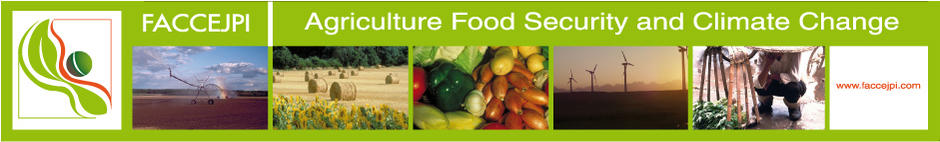 FACCEJPI
Agriculture Food Security and Climate Change
www.faccejpi.com